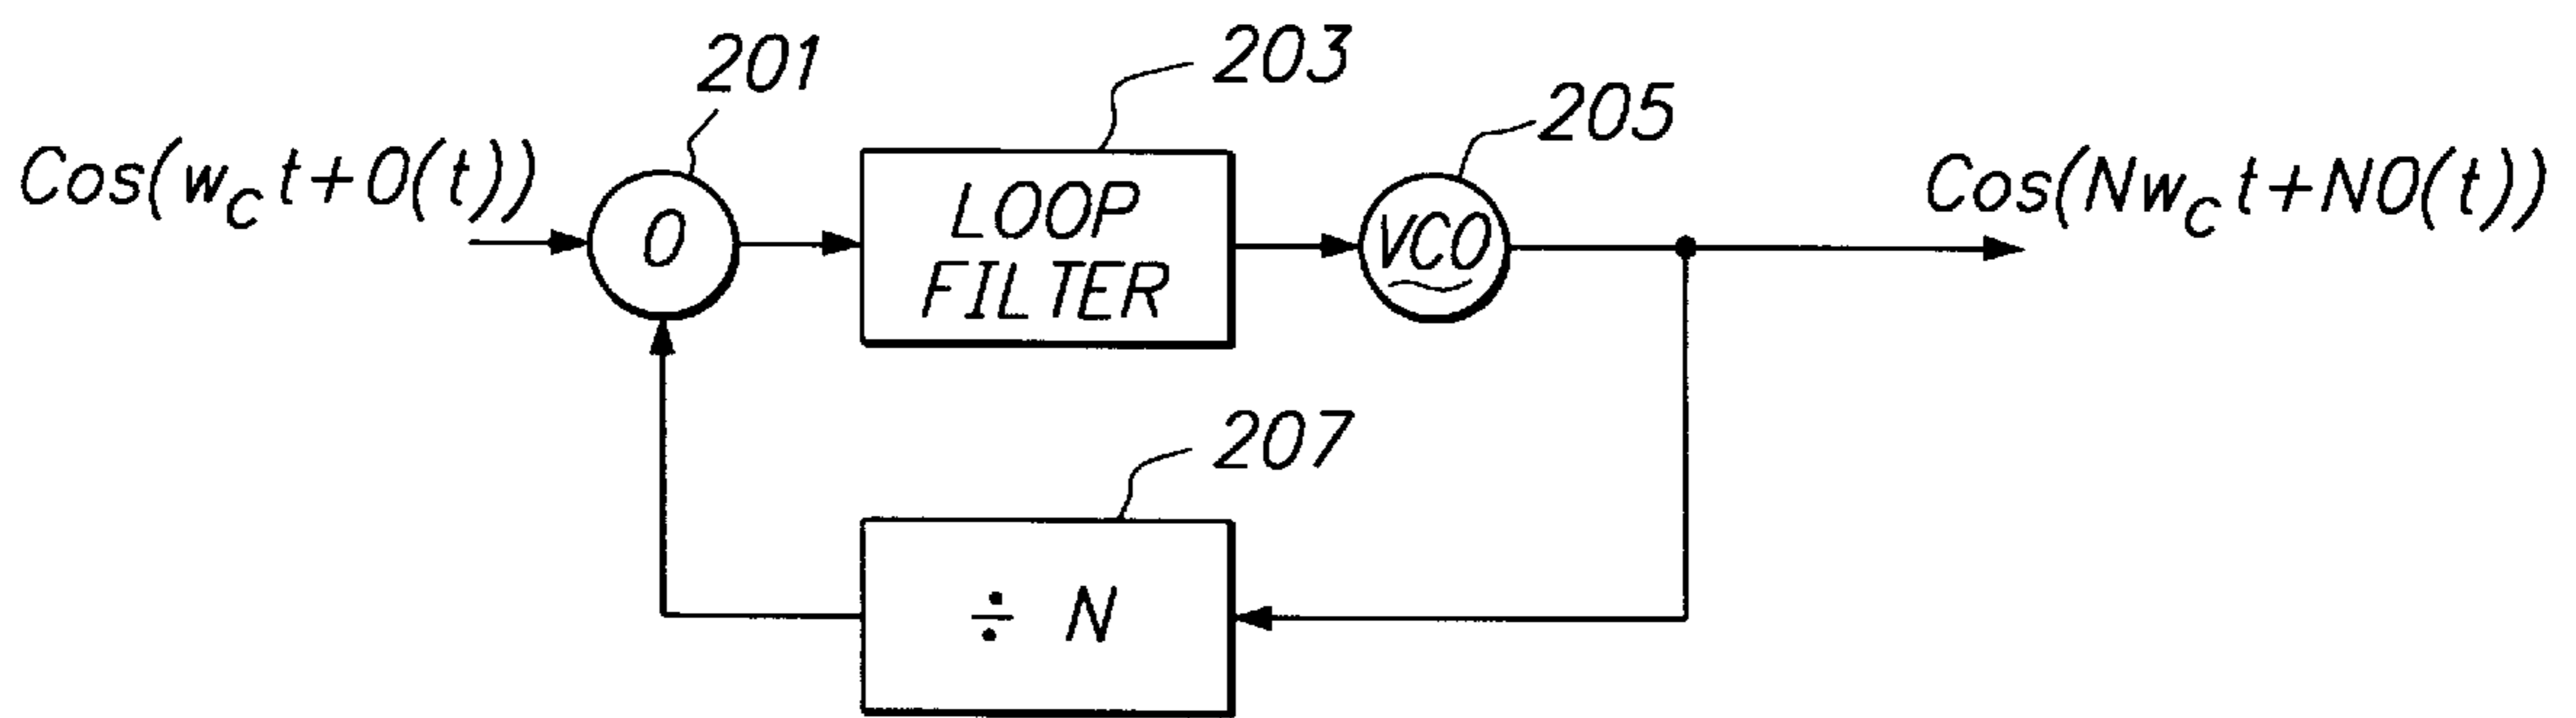 201
203
205
Cos(w_c t+0(t))
0
LOOP
FILTER
VCO
Cos(Nw_c t+N0(t))
207
÷ N